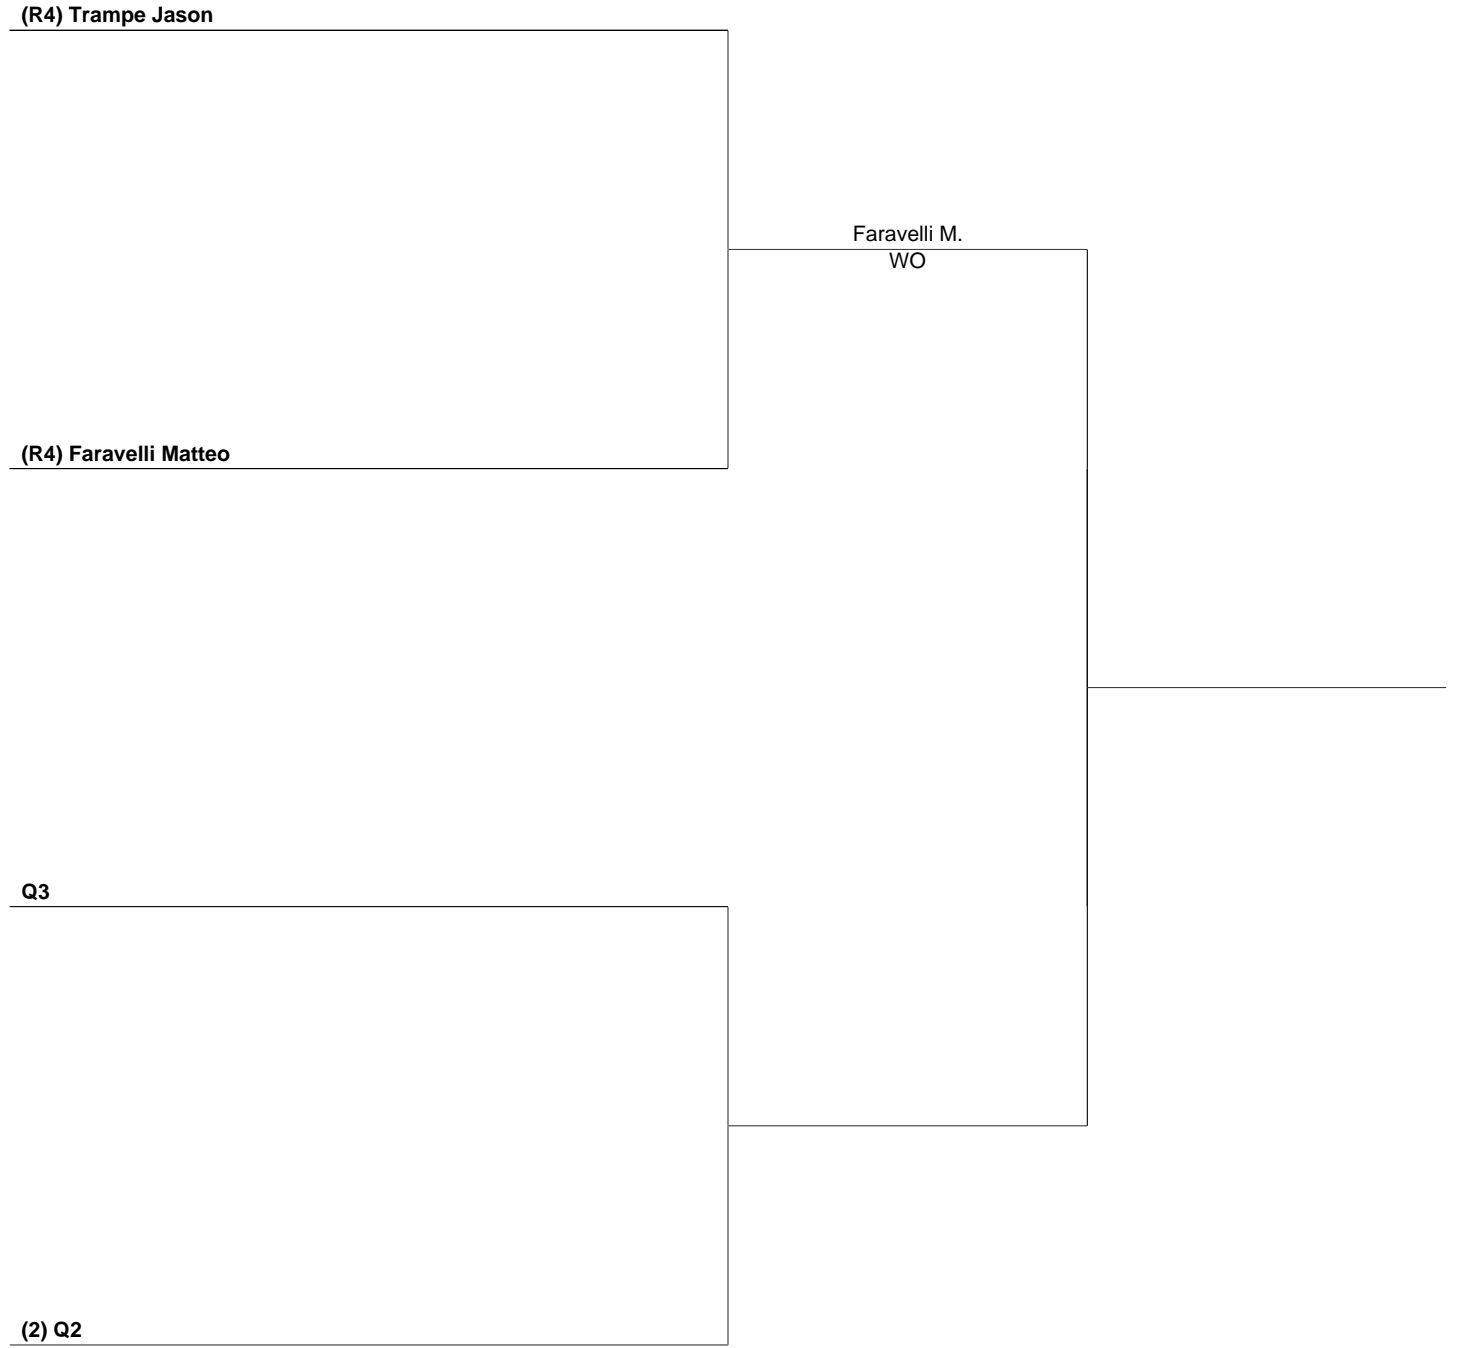 (R4) Trampe Jason
Faravelli M.
WO
(R4) Faravelli Matteo
Q3
(2) Q2